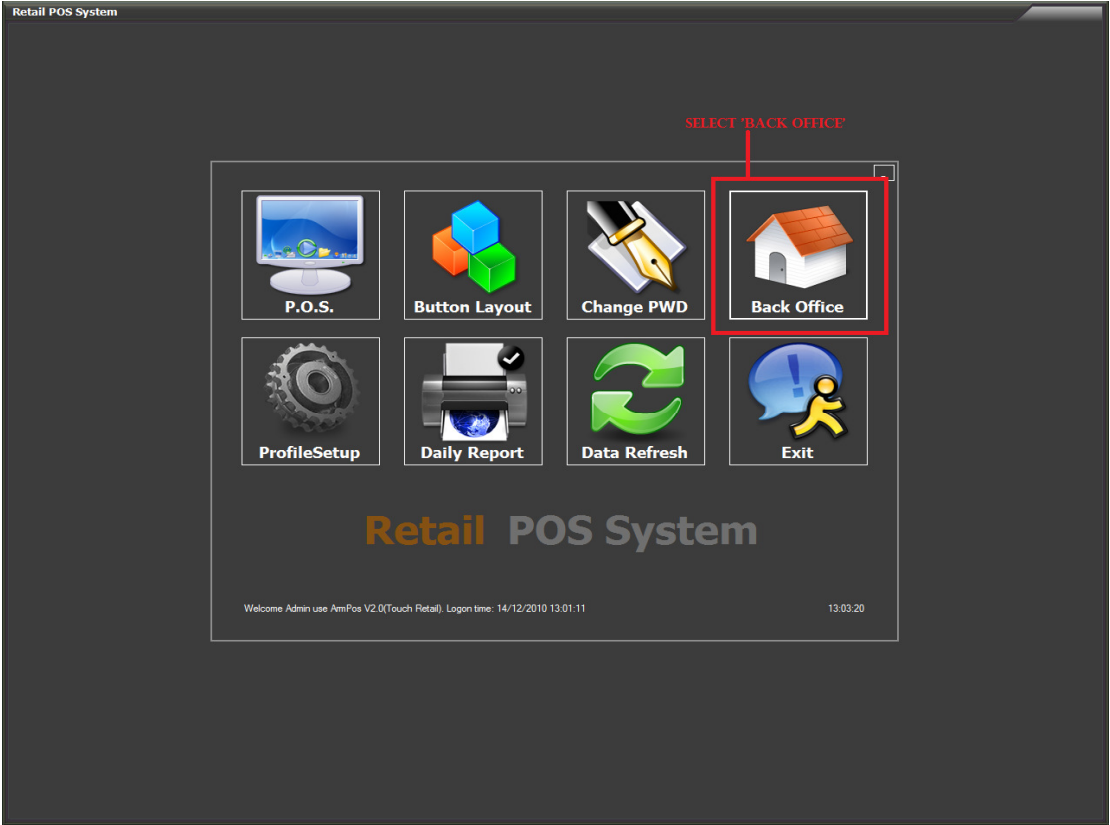 Retail POS System
SELECT 'BACK OFFICE'
P.O.S.
Button Layout
Change PWD
Back Office
ProfileSetup
Daily Report
Data Refresh
Exit
Retail POS System
Welcome Admin use AmPos V2.0(Touch Retail). Logon time: 14/12/2010 13:01:11
13:03:20